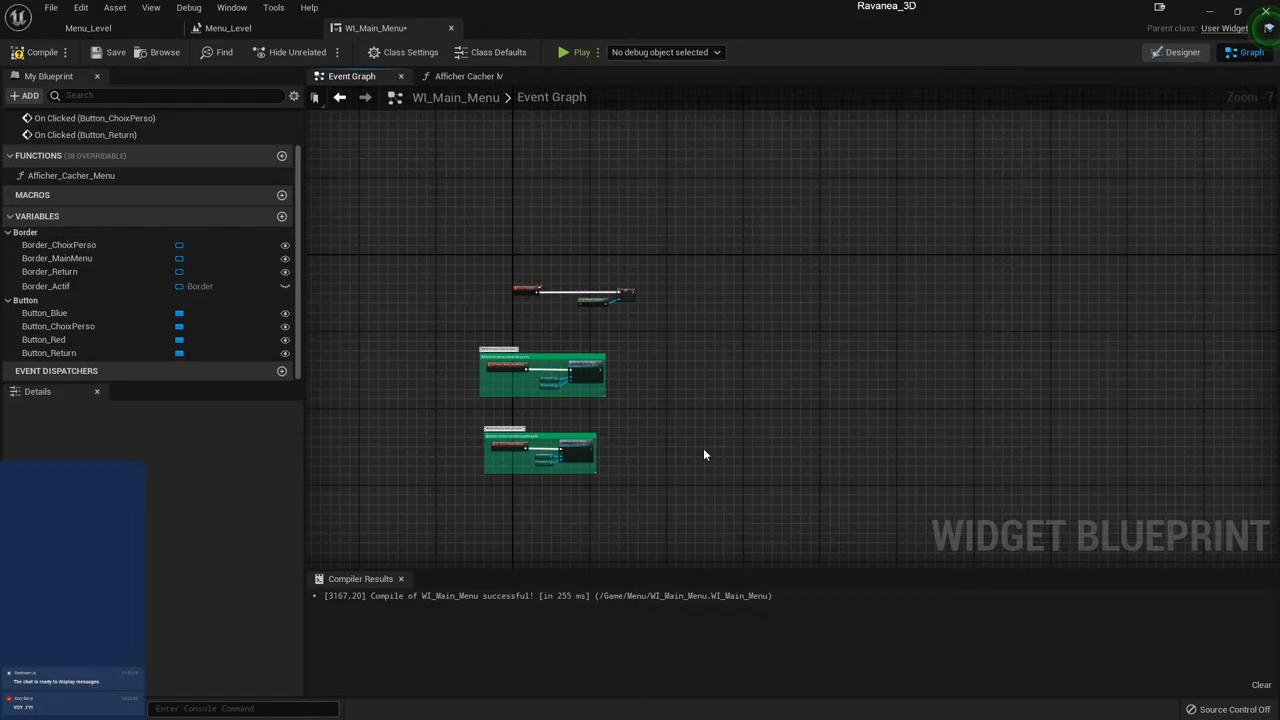 File Edit Asset View Debug Window Tools Help
Ravanea_3D
Menu_Level
Menu_Level
WI_Main_Menu*
Parent class: User Widget
Compile
Save
Browse
Find
Hide Unrelated
Class Settings
Class Defaults
Play
No debug object selected
Designer
Graph
My Blueprint
Event Graph
Afficher Cacher M
ADD
Search
WI_Main_Menu > Event Graph
Zoom -7
On Clicked (Button_ChoixPerso)
On Clicked (Button_Return)
FUNCTIONS (38 OVERRIDABLE)
Afficher_Cacher_Menu
MACROS
VARIABLES
Border
Border_ChoixPerso
Border_MainMenu
Border_Return
Border_Actif Border
Button
Button_Blue
Button_ChoixPerso
Button_Red
Button_Return
EVENT DISPATCHERS
Details
WIDGET BLUEPRINT
Compiler Results
[3167,20] Compile of WI_Main_Menu successful! [in 255 ms] (/Game/Menu/WI_Main_Menu.WI_Main_Menu)
The chat is ready to display messages.
Clear
Enter Console Command
Source Control Off